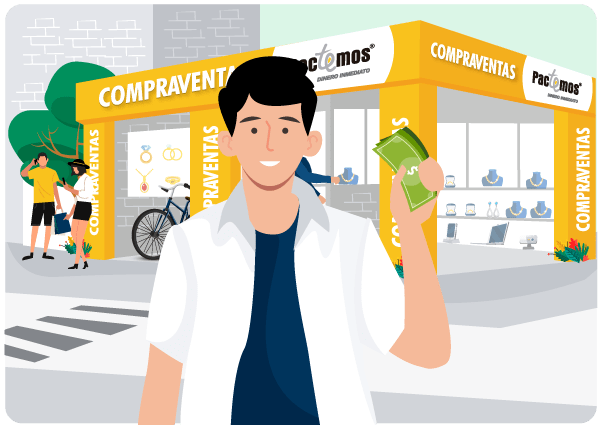 COMPRAVENTAS
Pactemos®
DINERO INMEDIATO
COMPRAVENTAS
Pactemos®
DINERO INMEDIATO
COMPRAVENTAS
COMPRAVENTAS
COMPRAVENTAS
$